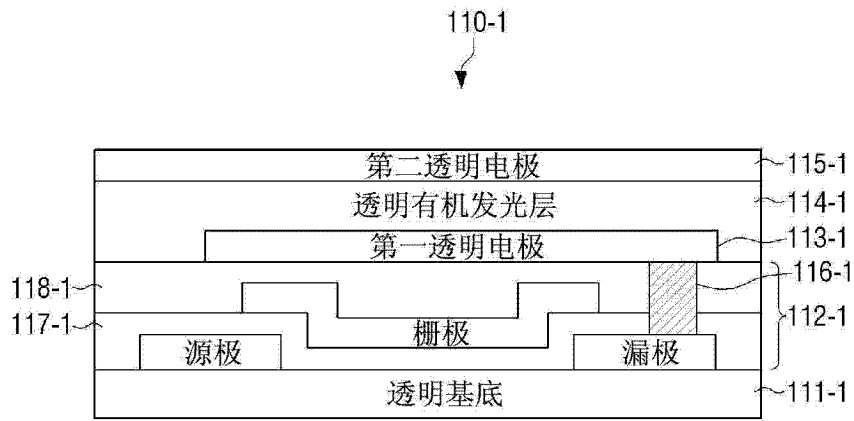 110-1
第二透明电极
115-1
透明有机发光层
114-1
第一透明电极
113-1
116-1
118-1
112-1
117-1
栅极
源极
漏极
透明基底
111-1